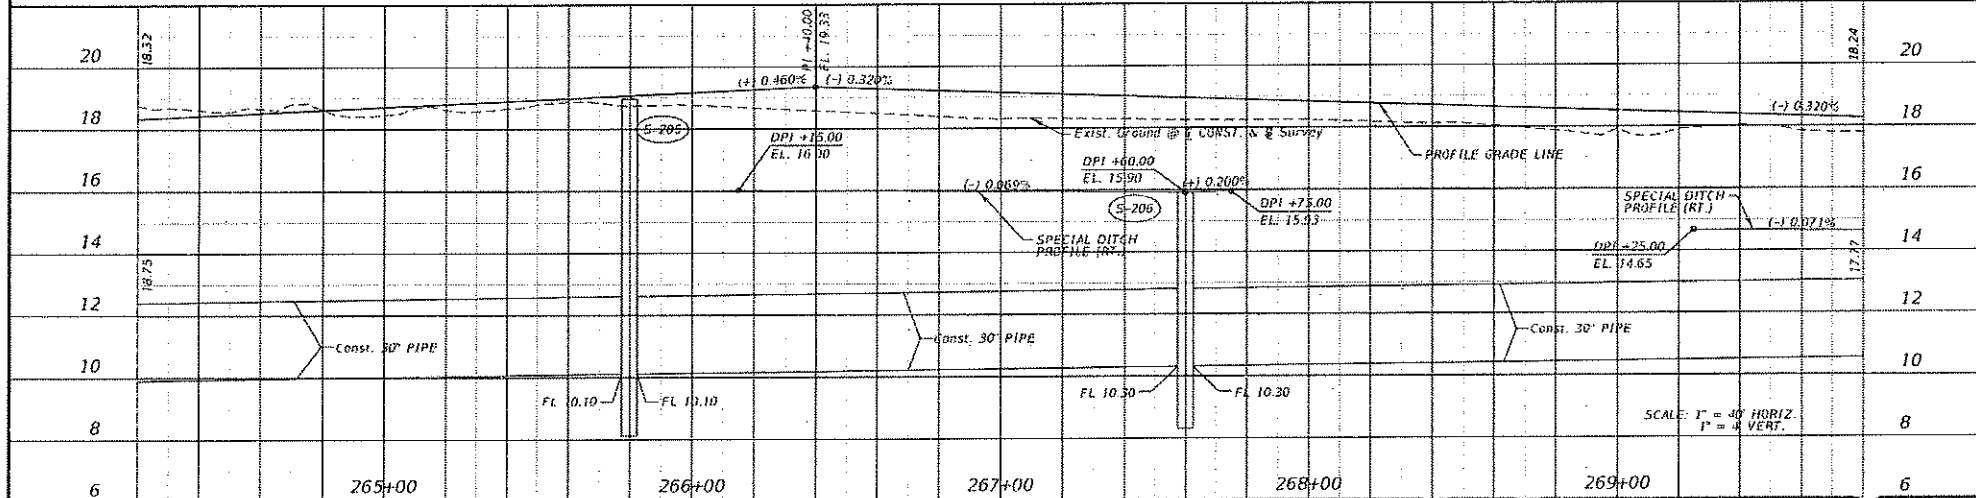 PI +40.00
EL. 19.33
18.32
18.24
20
20
(+) 0.460%
(-) 0.320%
(-) 0.320%
18
18
S-205
DPI +15.00
EL. 16.00
Exist. Ground @ ℄ CONST. & ℄ Survey
PROFILE GRADE LINE
DPI +60.00
EL. 15.90
16
16
(-) 0.069%
(+) 0.200%
S-206
DPI +75.00
EL. 15.93
SPECIAL DITCH
PROFILE (RT.)
(-) 0.071%
SPECIAL DITCH
PROFILE (RT.)
14
14
DPI +25.00
EL. 14.65
18.75
17.77
12
12
Const. 30" PIPE
Const. 30" PIPE
Const. 30" PIPE
10
10
FL 10.10
FL 10.10
FL 10.30
FL 10.30
SCALE: 1" = 40' HORIZ.
1" = 4' VERT.
8
8
6
265+00
266+00
267+00
268+00
269+00
6